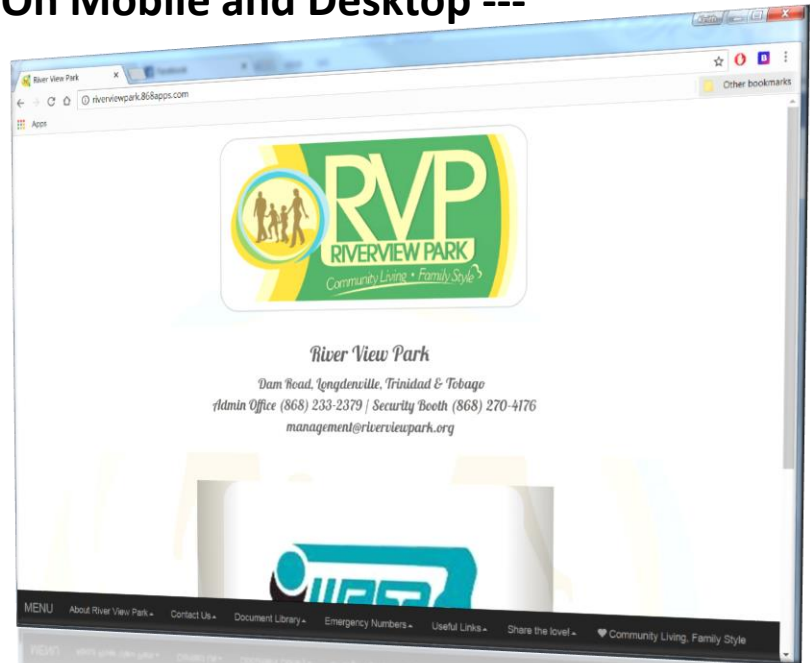 On Mobile and Desktop ---
River View Park
Facebook
riverviewpark.868apps.com
Other bookmarks
Apps
RVP
RIVERVIEW PARK
Community Living • Family Style
River View Park
Dam Road, Longdenville, Trinidad & Tobago
Admin Office (868) 233-2379 / Security Booth (868) 270-4176
management@riverviewpark.org
MENU About River View Park Contact Us Document Library Emergency Numbers Useful Links Share the love! ♥ Community Living, Family Style